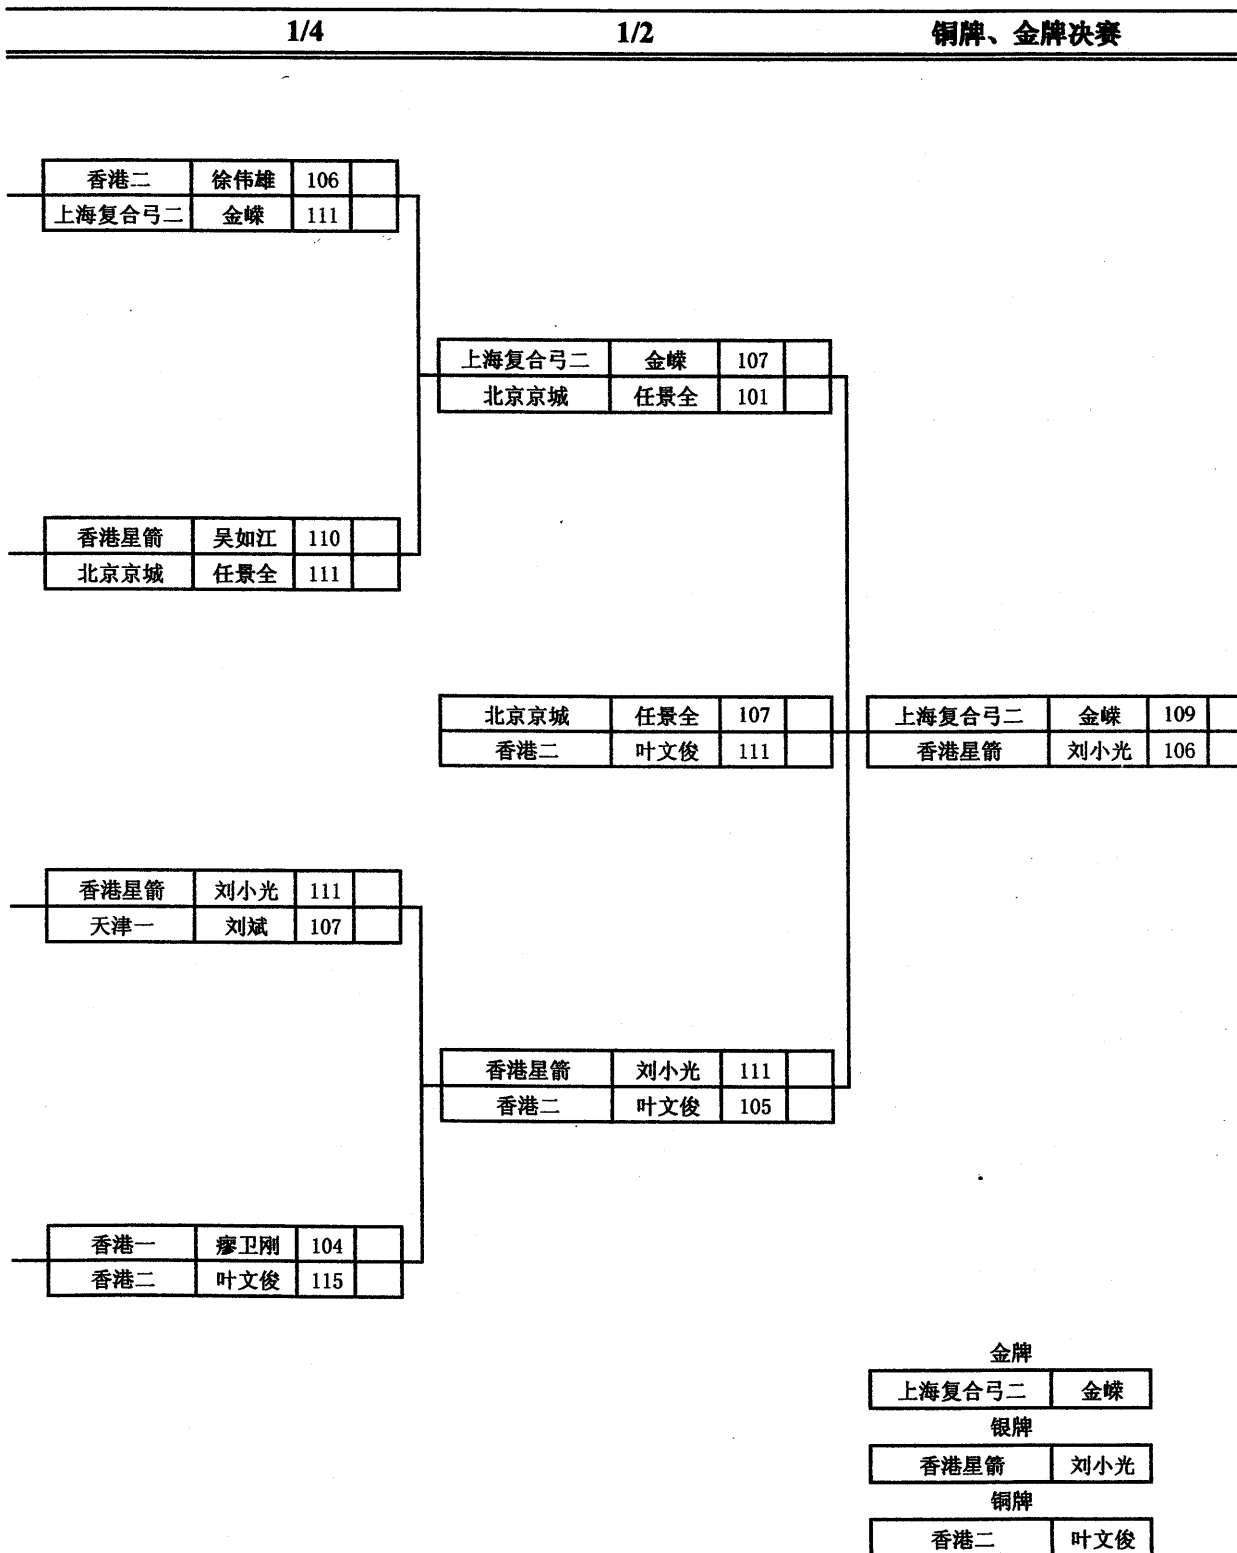 1/4 1/2 铜牌、金牌决赛
香港二 徐伟雄 106
上海复合弓二 金嵘 111
上海复合弓二 金嵘 107
北京京城 任景全 101
香港星箭 吴如江 110
北京京城 任景全 111
北京京城 任景全 107 上海复合弓二 金嵘 109
香港二 叶文俊 111 香港星箭 刘小光 106
香港星箭 刘小光 111
天津一 刘斌 107
香港星箭 刘小光 111
香港二 叶文俊 105
香港一 瘳卫刚 104
香港二 叶文俊 115
金牌
上海复合弓二 金嵘
银牌
香港星箭 刘小光
铜牌
香港二 叶文俊